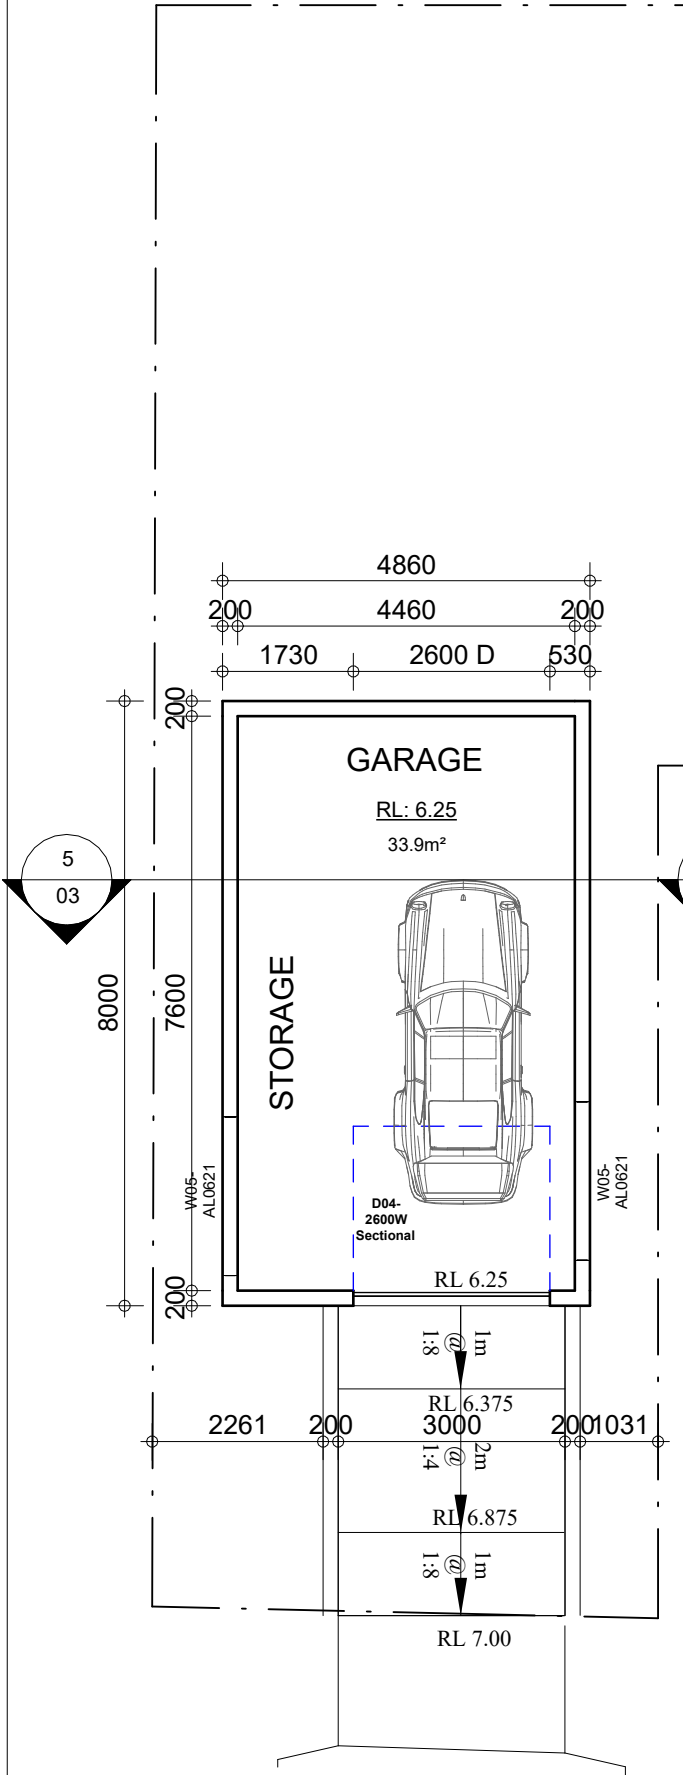 4860
200 4460 200
1730 2600 D 530
200
GARAGE
RL: 6.25
33.9m²
5
03
8000
7600
STORAGE
W05-
AL0621
W05-
AL0621
D04-
2600W
Sectional
200
RL 6.25
1m
@
1:8
RL 6.375
2261 200 3000 200 1031
2m
@
1:4
RL 6.875
1m
@
1:8
RL 7.00